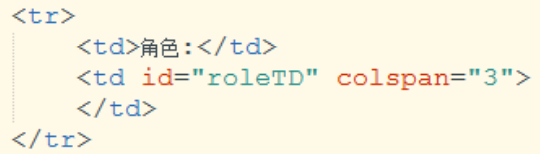 <tr>
<td>角色:</td>
<td id="roleTD" colspan="3">
</td>
</tr>